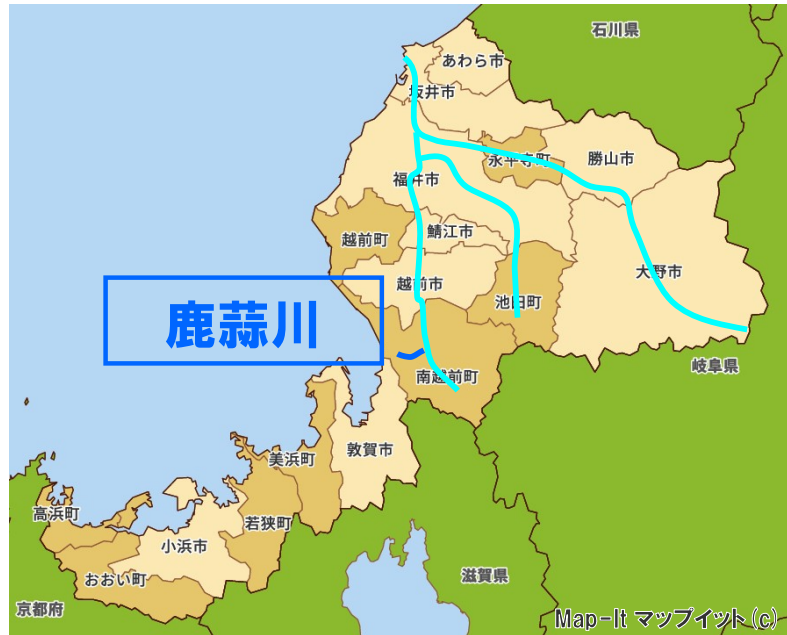 石川県
あわら市
坂井市
勝山市
永平寺町
福井市
鯖江市
越前町
大野市
越前市
池田町
鹿蒜川
岐阜県
南越前町
敦賀市
美浜町
高浜町
若狭町
小浜市
おおい町
滋賀県
京都府
Map-It マップイット(c)